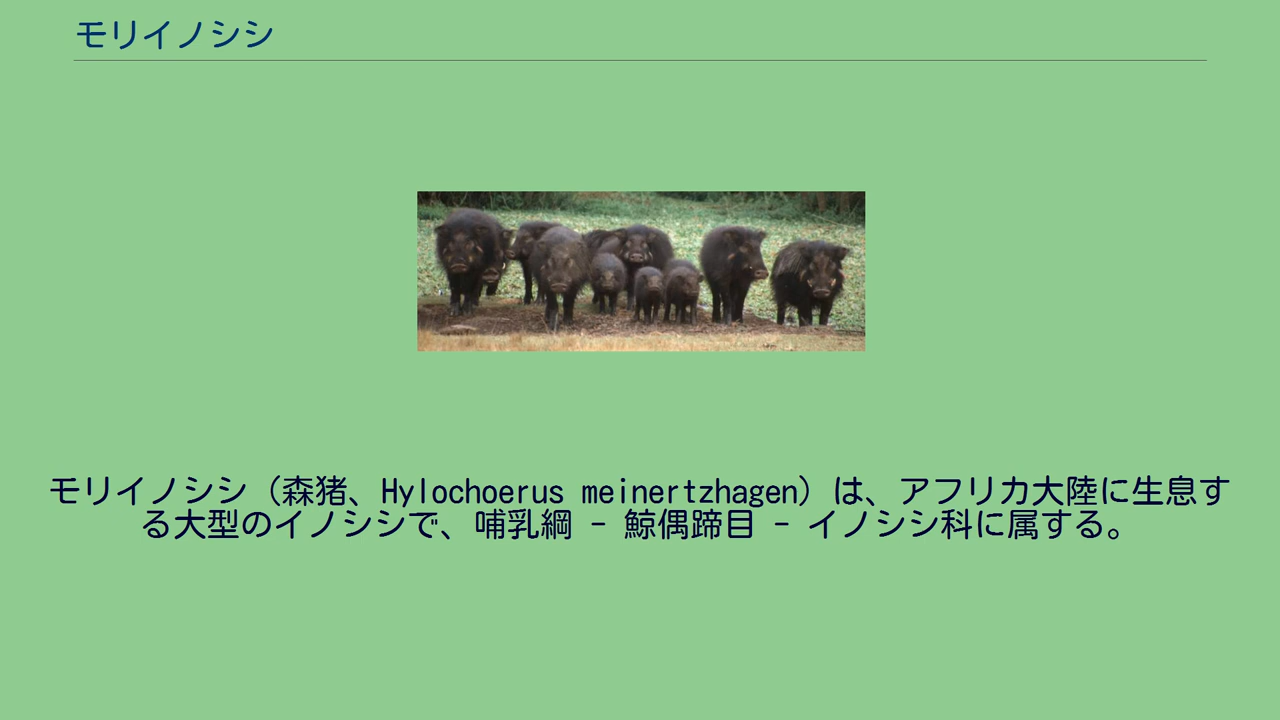 モリイノシシ
モリイノシシ（森猪、Hylochoerus meinertzhagen）は、アフリカ大陸に生息す
る大型のイノシシで、哺乳綱 - 鯨偶蹄目 - イノシシ科に属する。